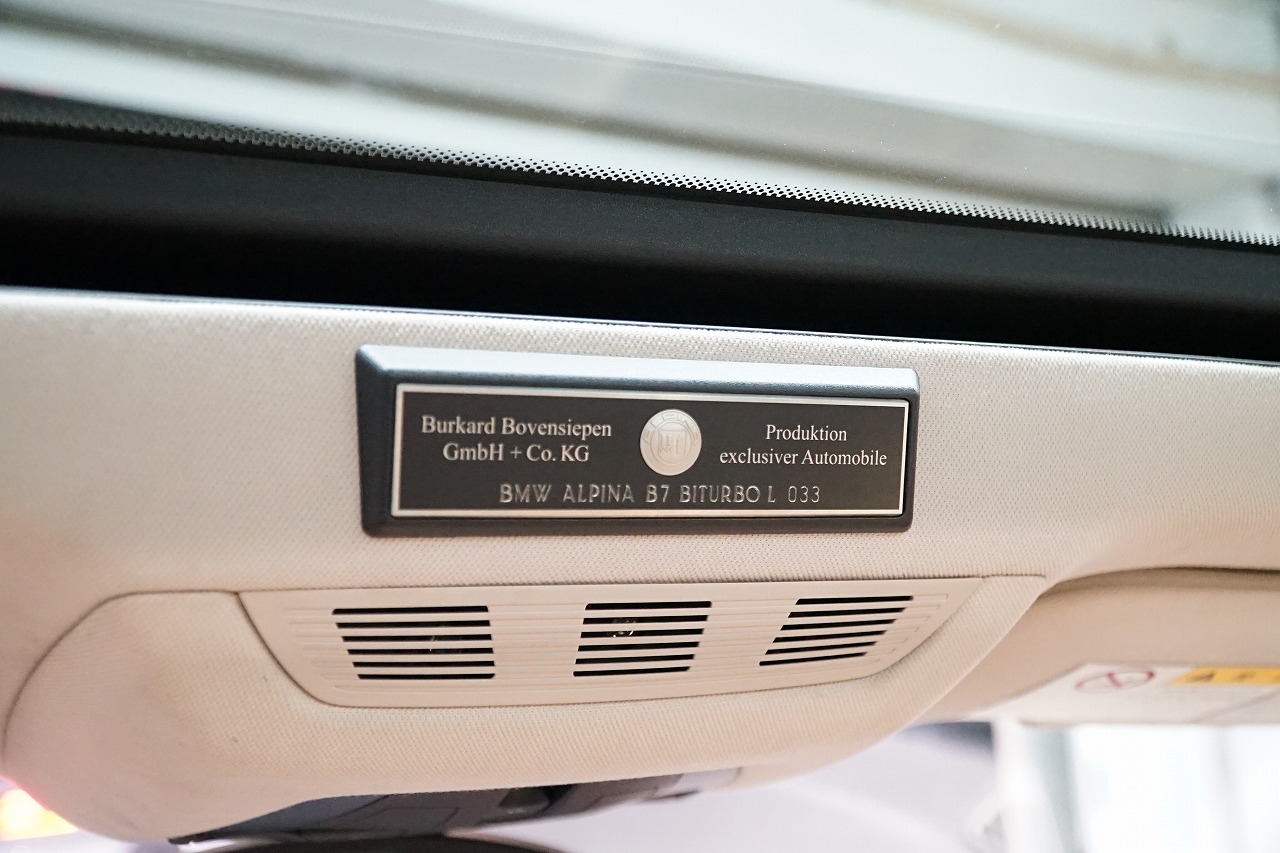 Burkard Bovensiepen
GmbH + Co. KG
Produktion
exclusiver Automobile
BMW ALPINA B7 BITURBO L 033